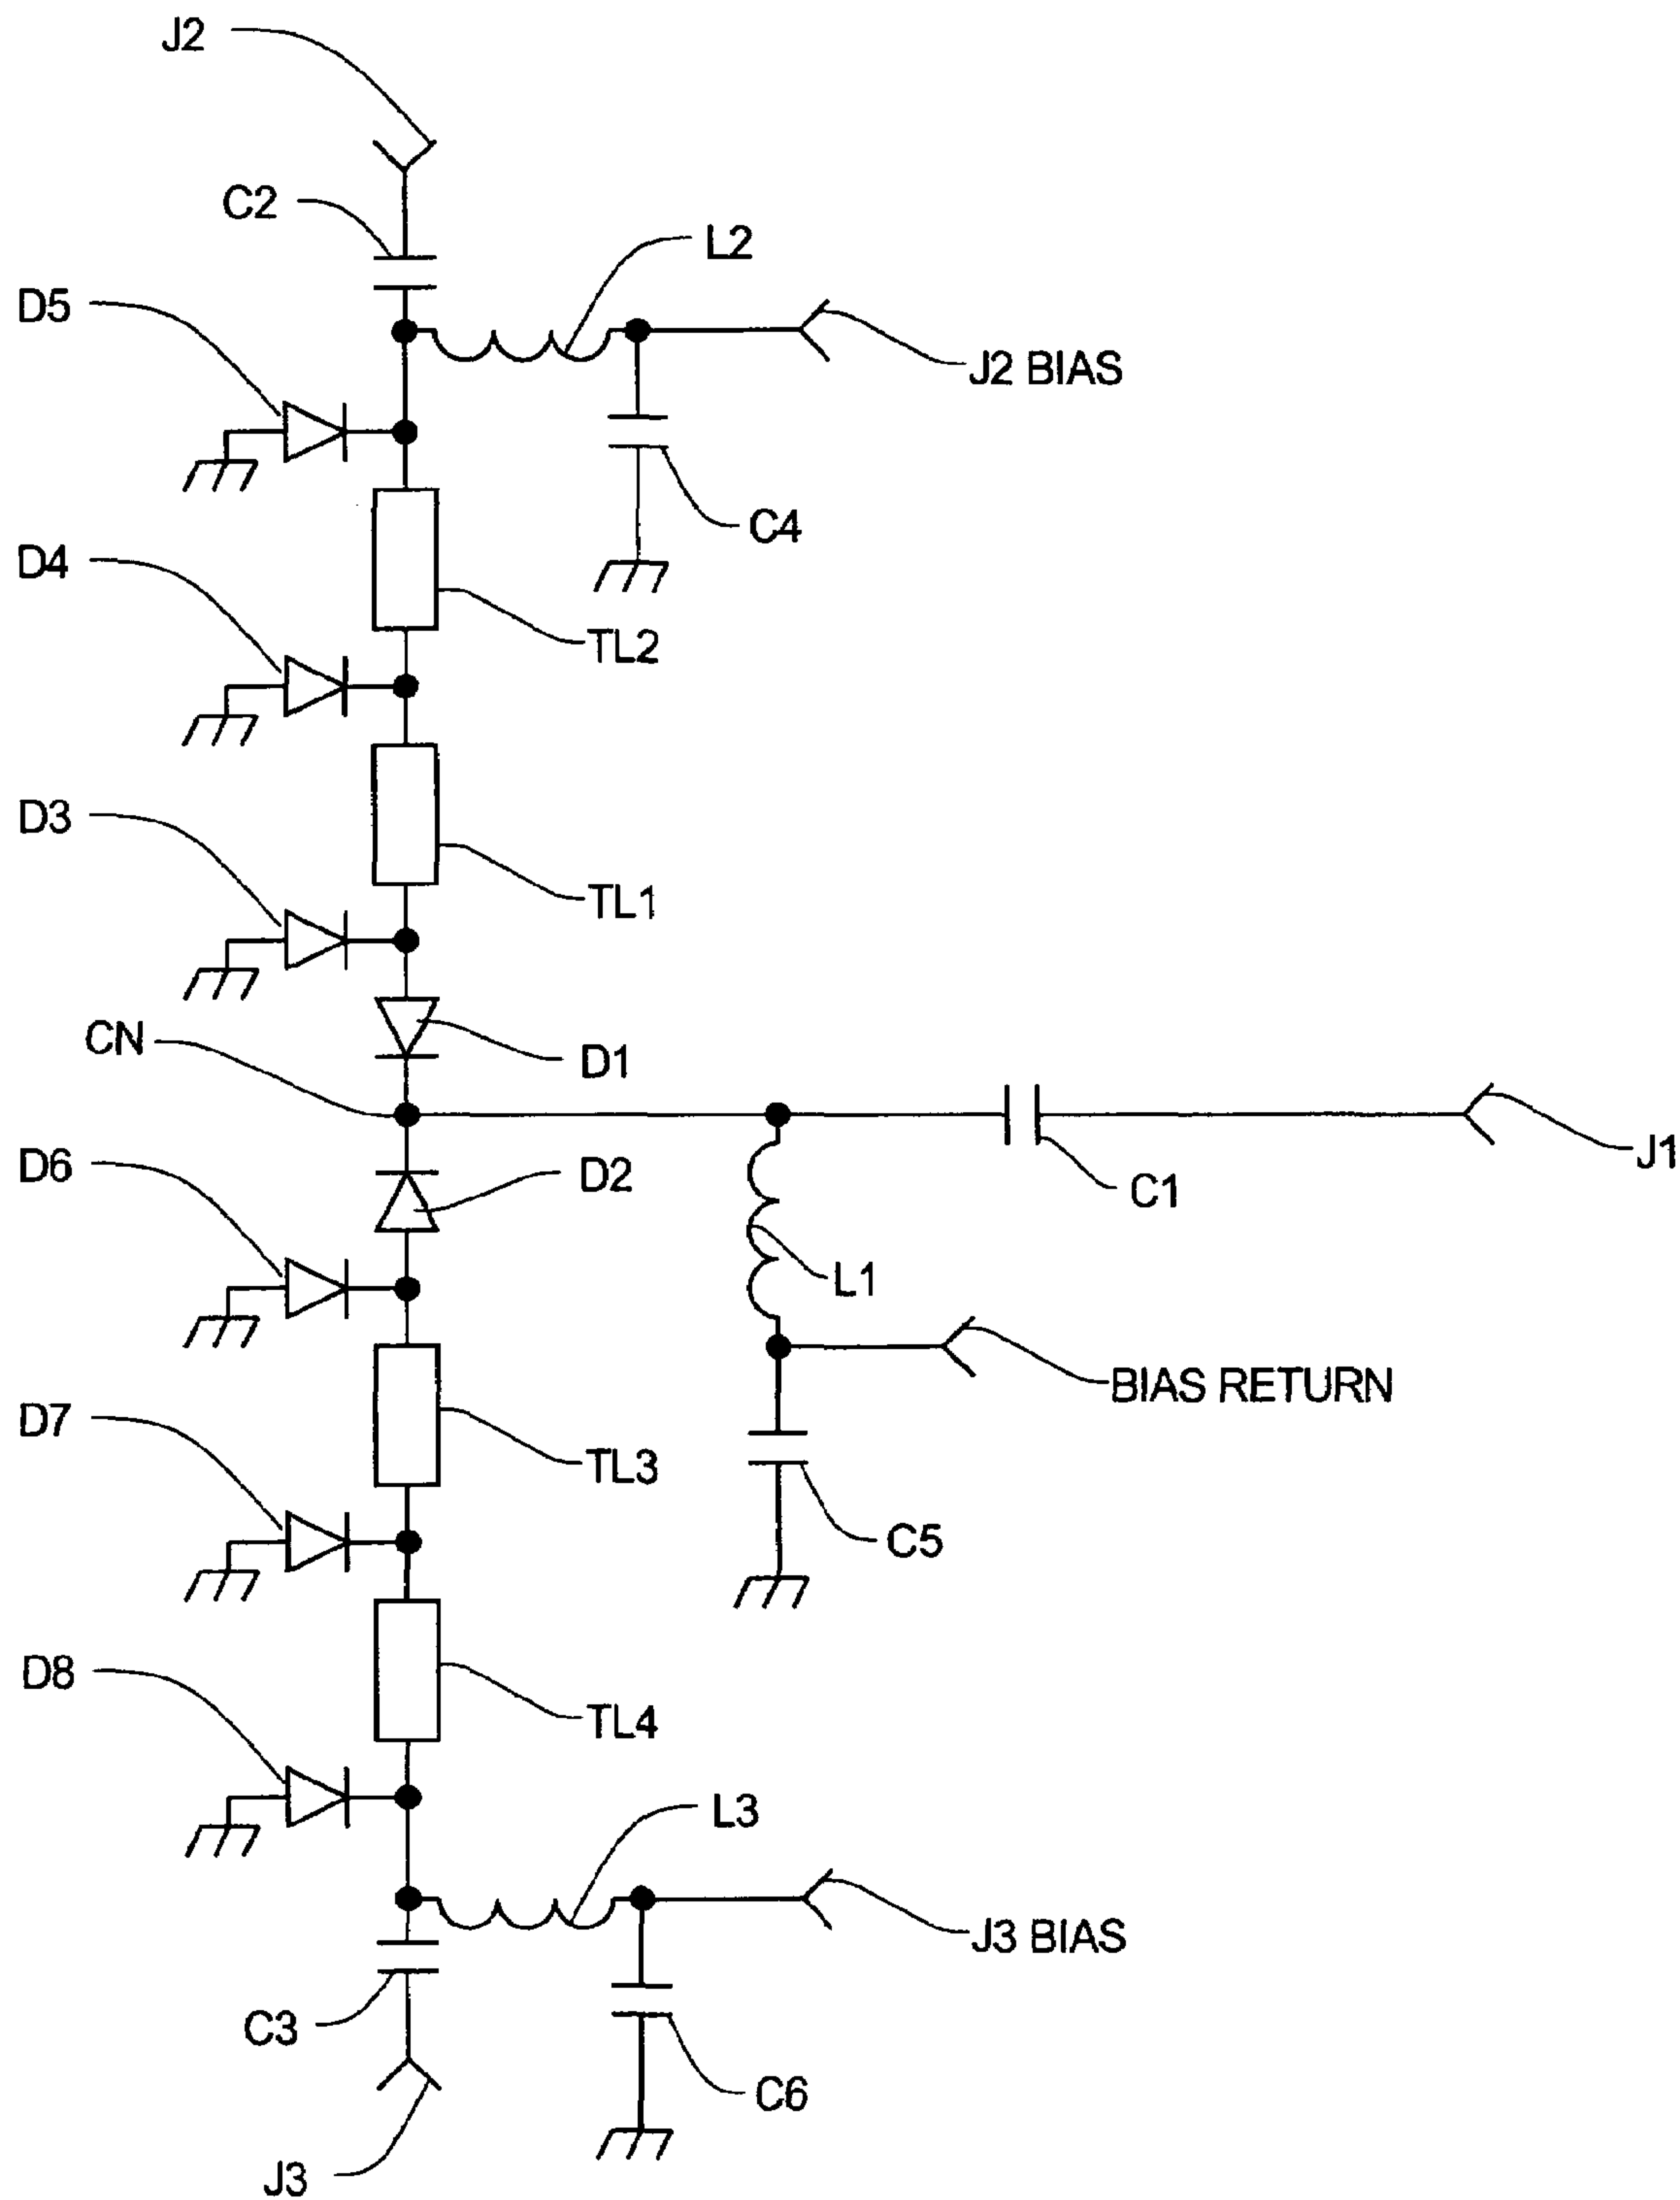 J2
C2
L2
D5
J2 BIAS
C4
D4
TL2
D3
TL1
CN
D1
J1
D6
D2
C1
L1
BIAS RETURN
D7
TL3
C5
D8
TL4
L3
J3 BIAS
C3
C6
J3